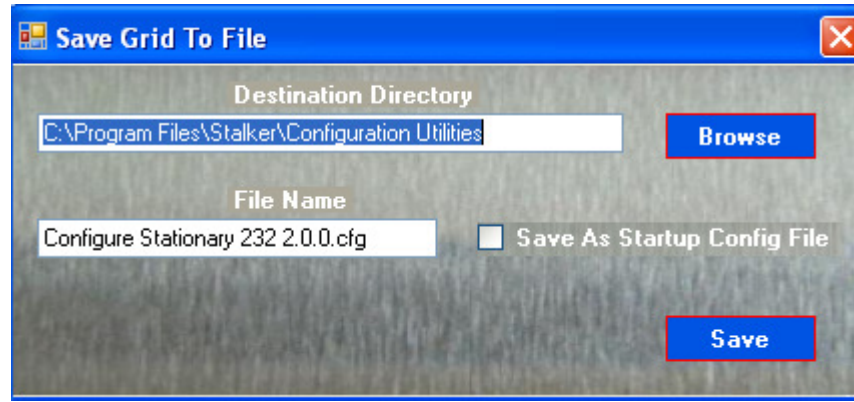 Save Grid To File
Destination Directory
C:\Program Files\Stalker\Configuration Utilities
Browse
File Name
Configure Stationary 232 2.0.0.cfg
Save As Startup Config File
Save